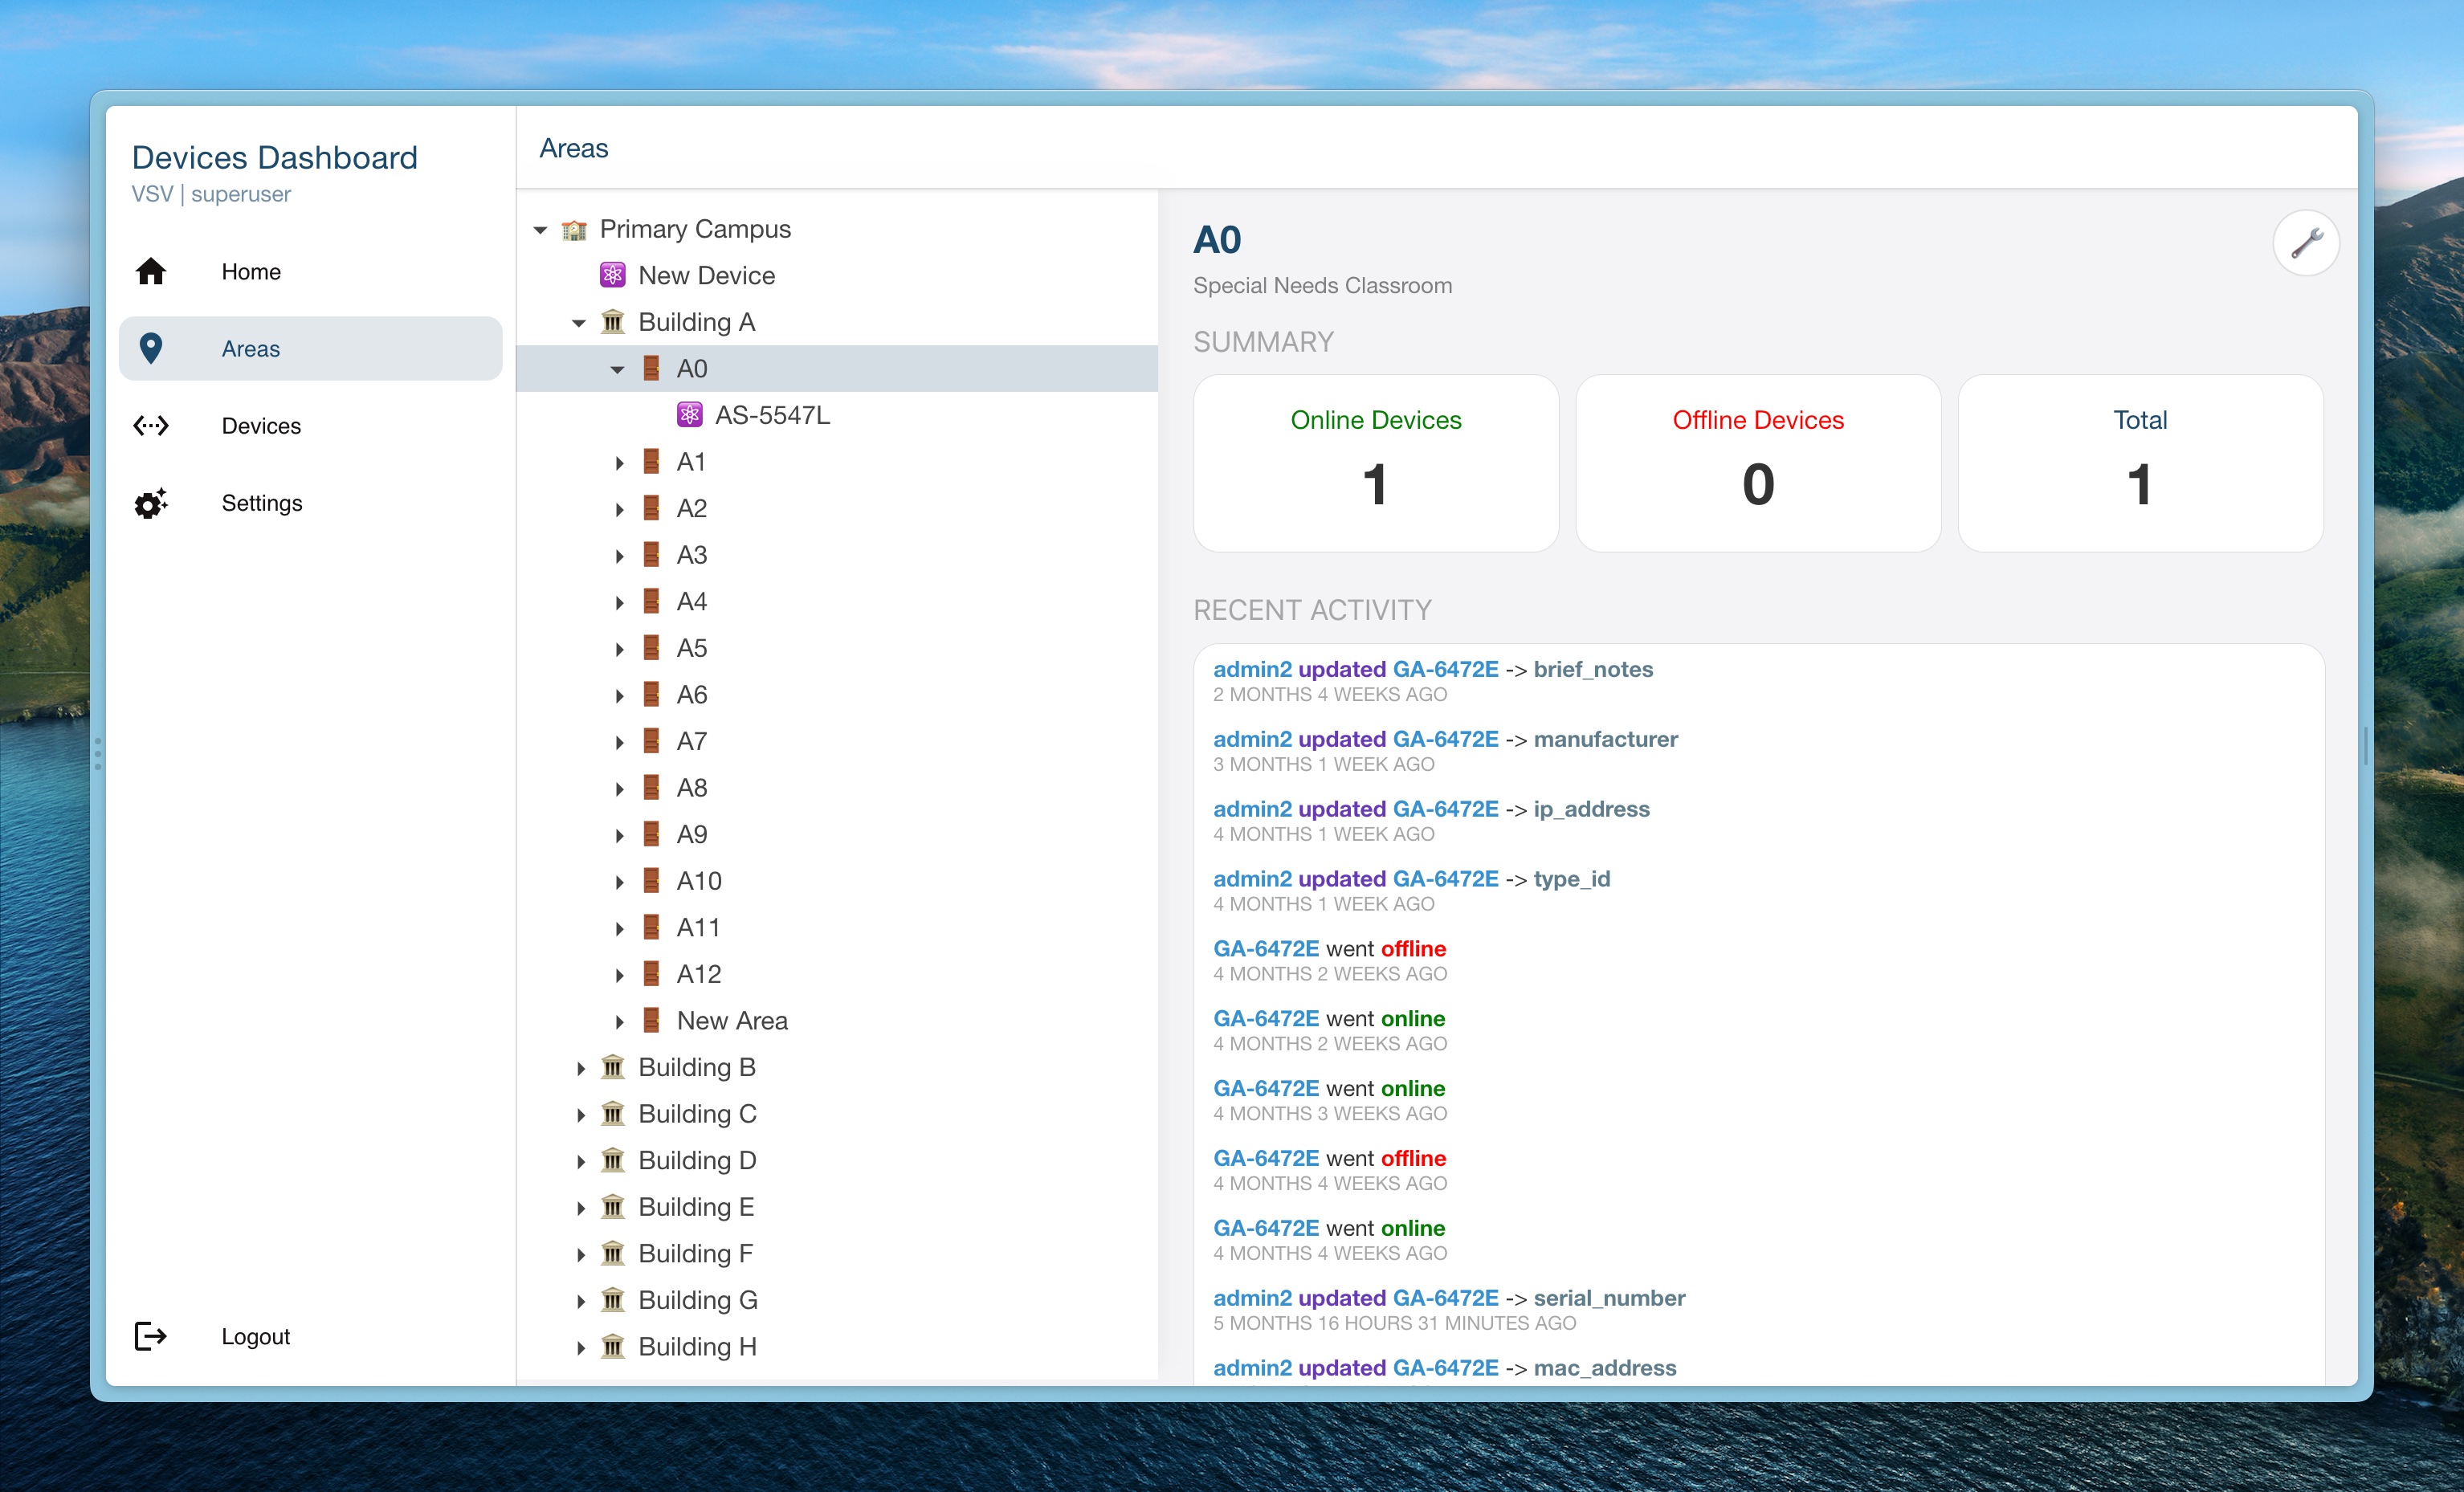 Devices Dashboard
VSV | superuser
Home
Areas
Devices
Settings
Logout
Areas
Primary Campus
New Device
Building A
A0
AS-5547L
A1
A2
A3
A4
A5
A6
A7
A8
A9
A10
A11
A12
New Area
Building B
Building C
Building D
Building E
Building F
Building G
Building H
A0
Special Needs Classroom
SUMMARY
Online Devices
1
Offline Devices
0
Total
1
RECENT ACTIVITY
admin2 updated GA-6472E -> brief_notes
2 MONTHS 4 WEEKS AGO
admin2 updated GA-6472E -> manufacturer
3 MONTHS 1 WEEK AGO
admin2 updated GA-6472E -> ip_address
4 MONTHS 1 WEEK AGO
admin2 updated GA-6472E -> type_id
4 MONTHS 1 WEEK AGO
GA-6472E went offline
4 MONTHS 2 WEEKS AGO
GA-6472E went online
4 MONTHS 2 WEEKS AGO
GA-6472E went online
4 MONTHS 3 WEEKS AGO
GA-6472E went offline
4 MONTHS 4 WEEKS AGO
GA-6472E went online
4 MONTHS 4 WEEKS AGO
admin2 updated GA-6472E -> serial_number
5 MONTHS 16 HOURS 31 MINUTES AGO
admin2 updated GA-6472E -> mac_address